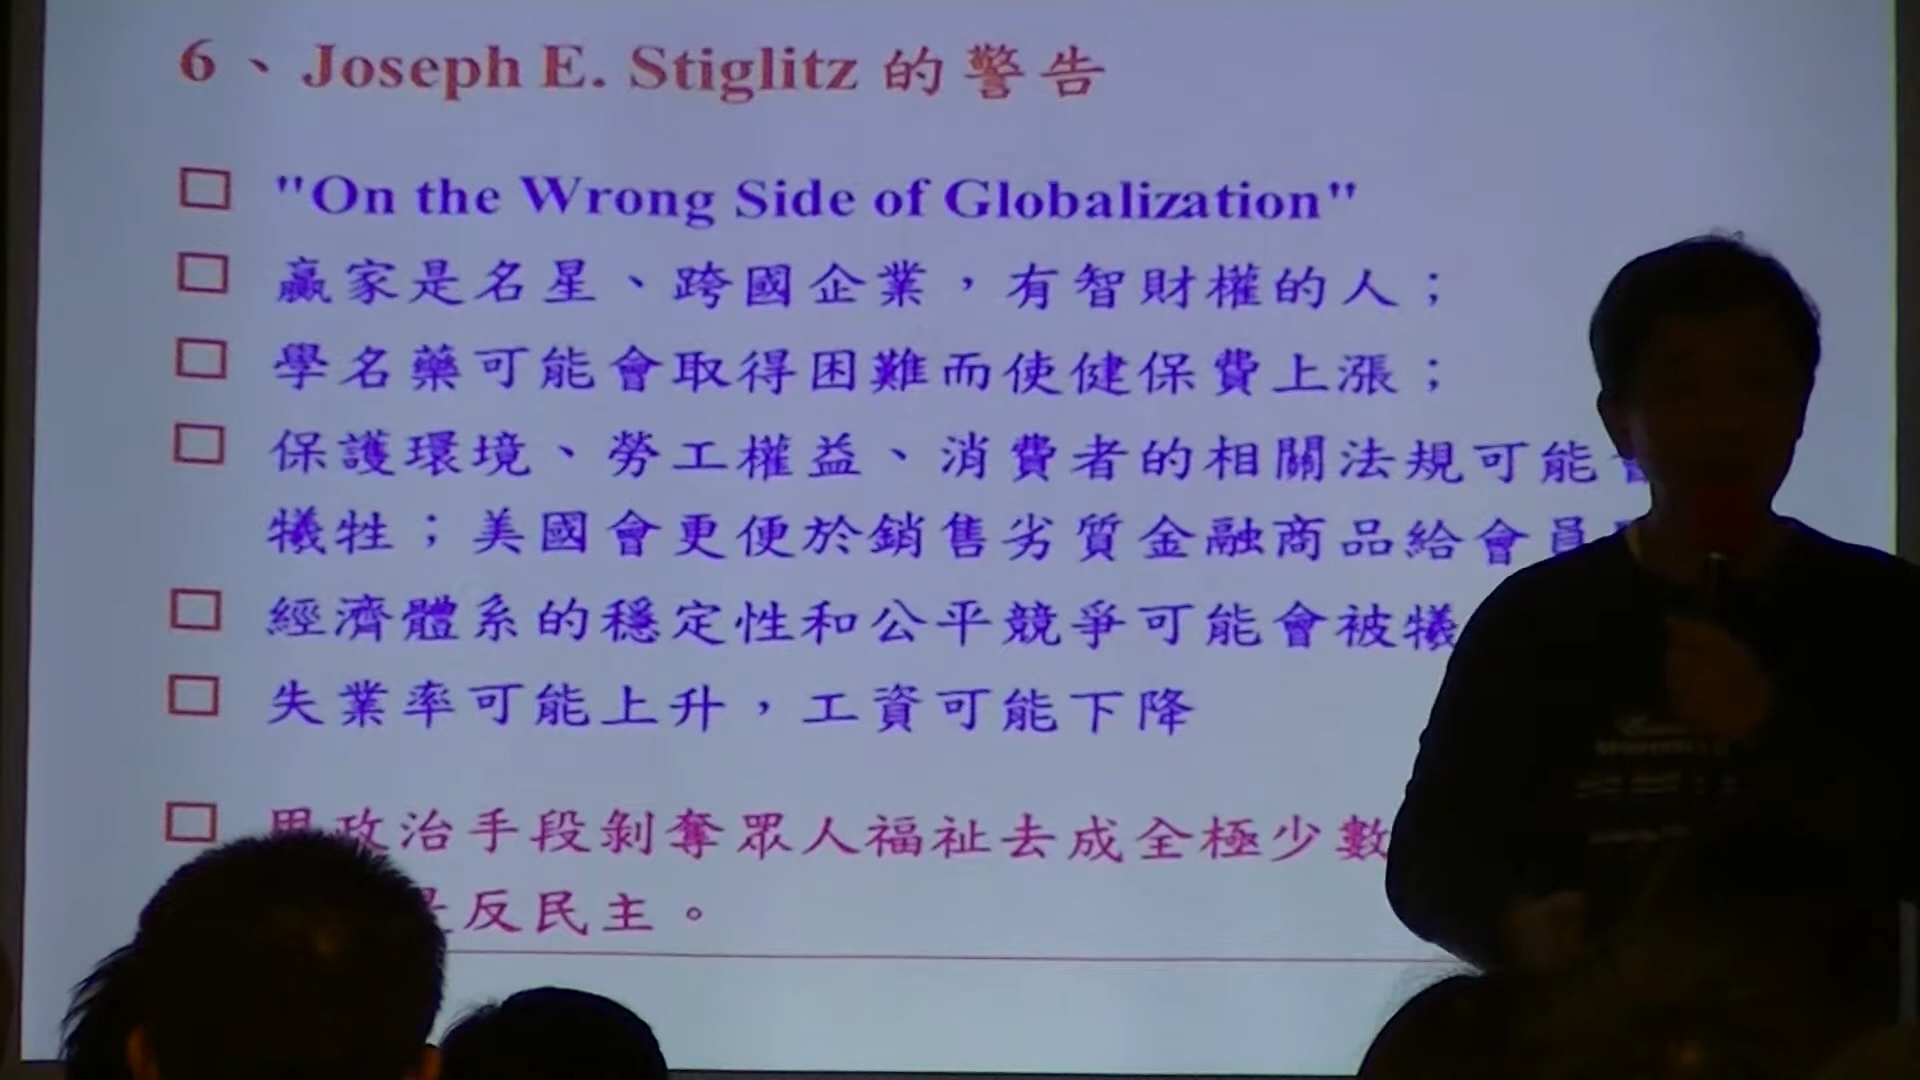 6、Joseph E. Stiglitz 的警告
"On the Wrong Side of Globalization"
贏家是名星、跨國企業，有智財權的人；
學名藥可能會取得困難而使健保費上漲；
保護環境、勞工權益、消費者的相關法規可能
犧牲；美國會更便於銷售劣質金融商品給會員
經濟體系的穩定性和公平競爭可能會被犧
失業率可能上升，工資可能下降
政治手段剝奪眾人福祉去成全極少數
反民主。